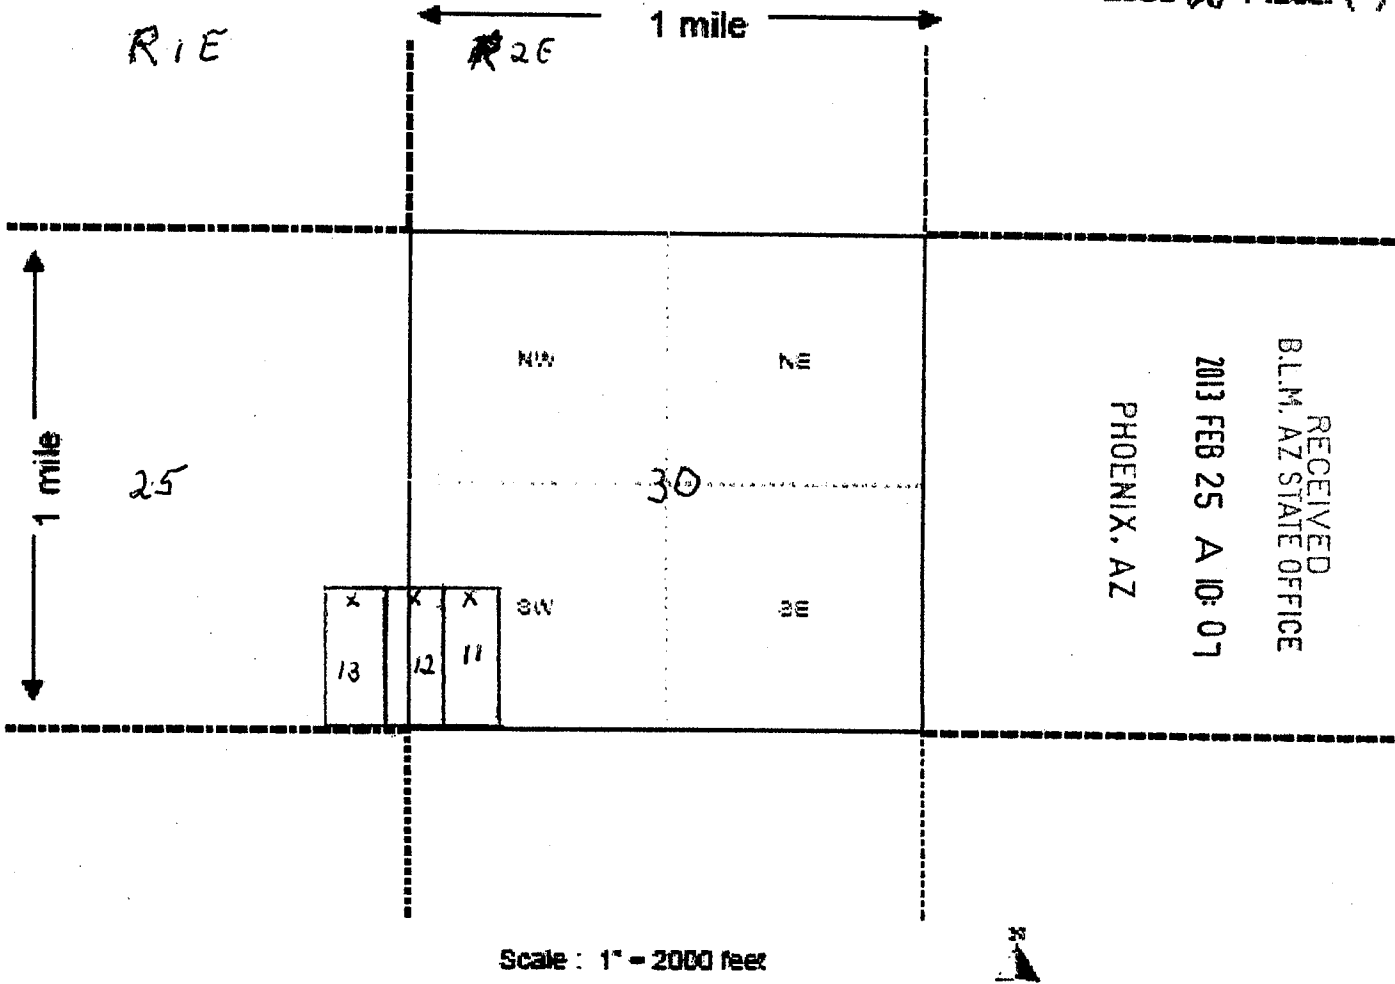 1 mile
R1E
R2E
NW
NE
1 mile
25
30
SW
SE
13
12
11
RECEIVED
B.L.M. AZ STATE OFFICE
2013 FEB 25 A 10:07
PHOENIX, AZ
Scale : 1" = 2000 feet
N